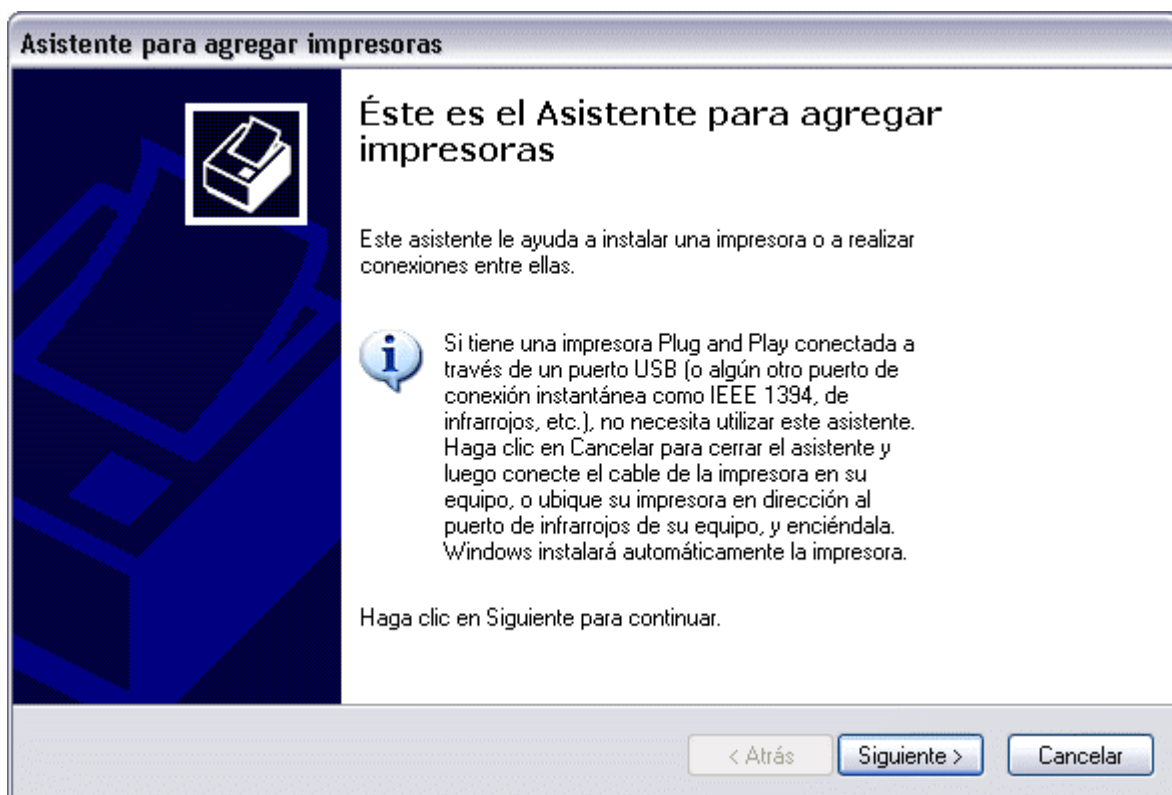 Asistente para agregar impresoras
Éste es el Asistente para agregar
impresoras
Este asistente le ayuda a instalar una impresora o a realizar
conexiones entre ellas.
Si tiene una impresora Plug and Play conectada a
través de un puerto USB (o algún otro puerto de
conexión instantánea como IEEE 1394, de
infrarrojos, etc.), no necesita utilizar este asistente.
Haga clic en Cancelar para cerrar el asistente y
luego conecte el cable de la impresora en su
equipo, o ubique su impresora en dirección al
puerto de infrarrojos de su equipo, y enciéndala.
Windows instalará automáticamente la impresora.
Haga clic en Siguiente para continuar.
< Atrás Siguiente > Cancelar